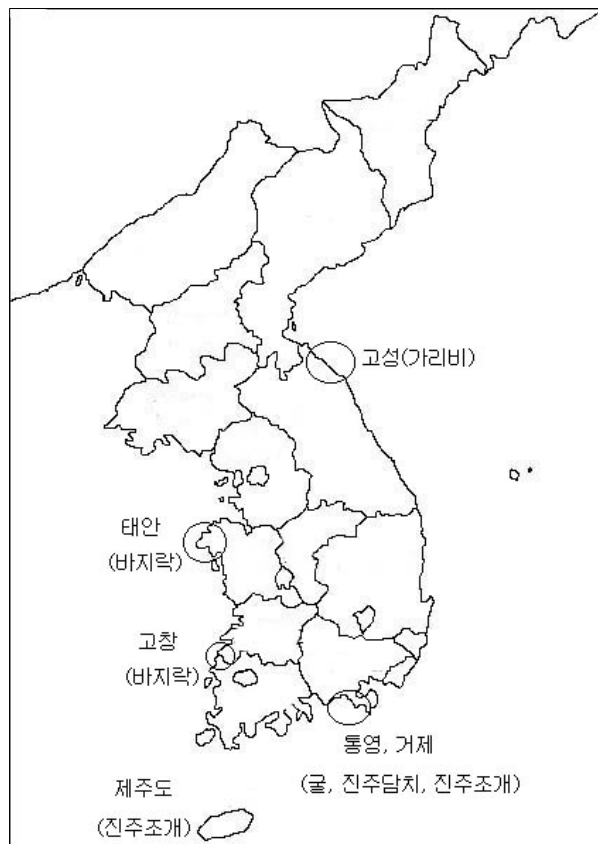 고성(가리비)
태안
(바지락)
고창
(바지락)
통영, 거제
(굴, 진주담치, 진주조개)
제주도
(진주조개)